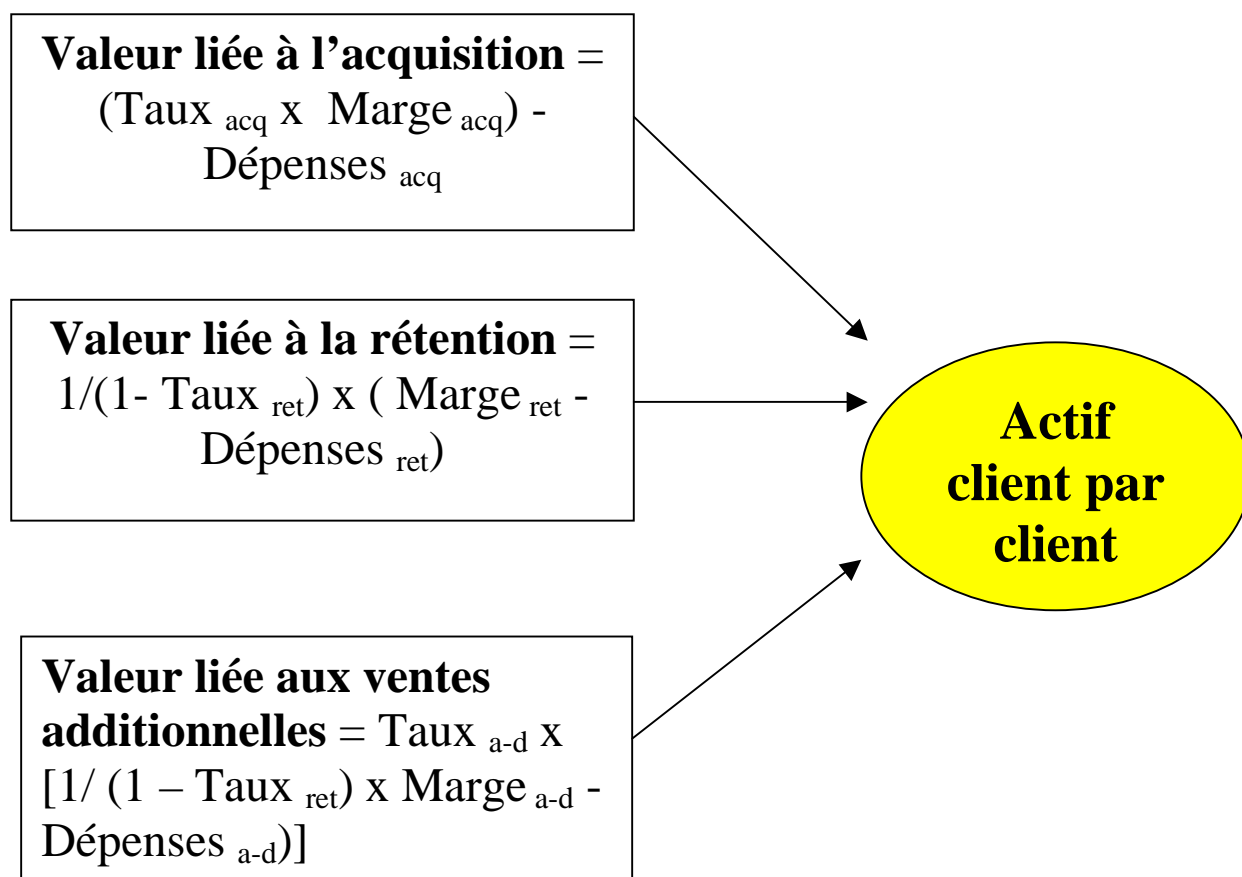 Valeur liée à l’acquisition =
(Taux acq x Marge acq) -
Dépenses acq
Valeur liée à la rétention =
1/(1- Taux ret) x ( Marge ret -
Dépenses ret)
Valeur liée aux ventes
additionnelles = Taux a-d x
[1/ (1 – Taux ret) x Marge a-d -
Dépenses a-d)]
Actif
client par
client